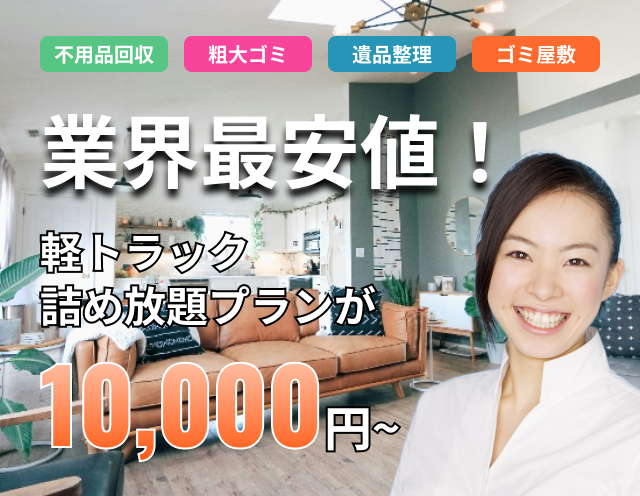 不用品回収
粗大ゴミ
遺品整理
ゴミ屋敷
業界最安値！
軽トラック
詰め放題プランが
10,000円~